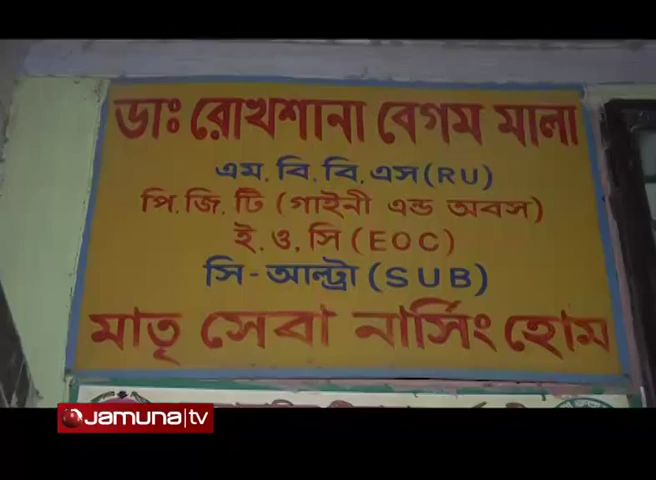 ডাঃ রোখশানা বেগম মালা
এম.বি.বি.এস(RU)
পি.জি.টি (গাইনী এন্ড অবস)
ই.ও.সি (EOC)
সি-আল্ট্রা (SUB)
মাতৃ সেবা নার্সিং হোম
JAMUNA|tv